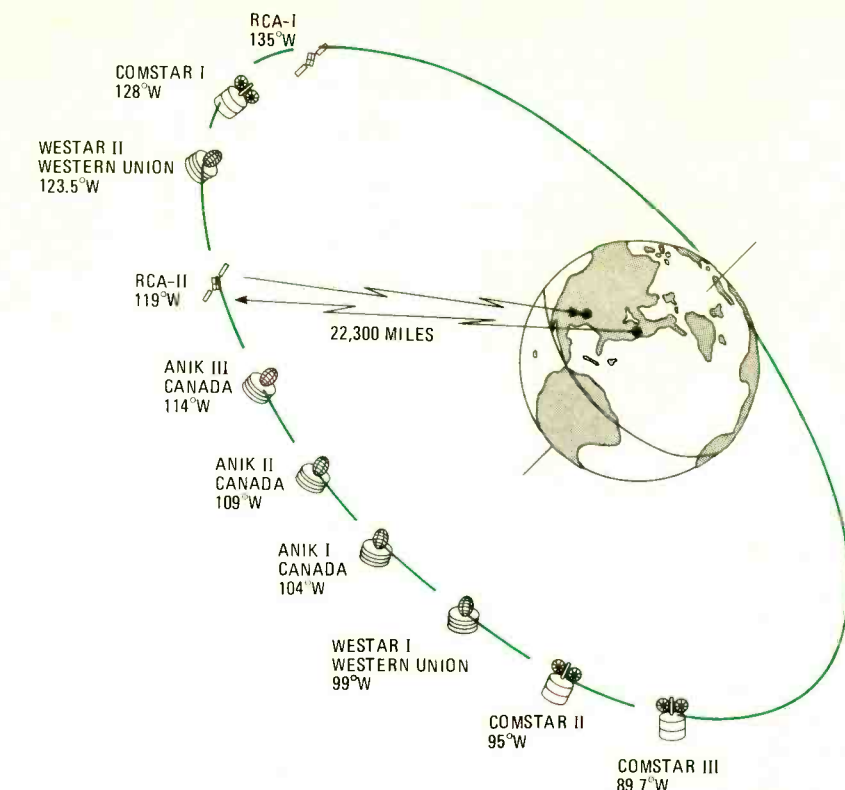 RCA-I
135°W
COMSTAR I
128°W
WESTAR II
WESTERN UNION
123.5°W
RCA-II
119°W
22,300 MILES
ANIK III
CANADA
114°W
ANIK II
CANADA
109°W
ANIK I
CANADA
104°W
WESTAR I
WESTERN UNION
99°W
COMSTAR II
95°W
COMSTAR III
89.7°W